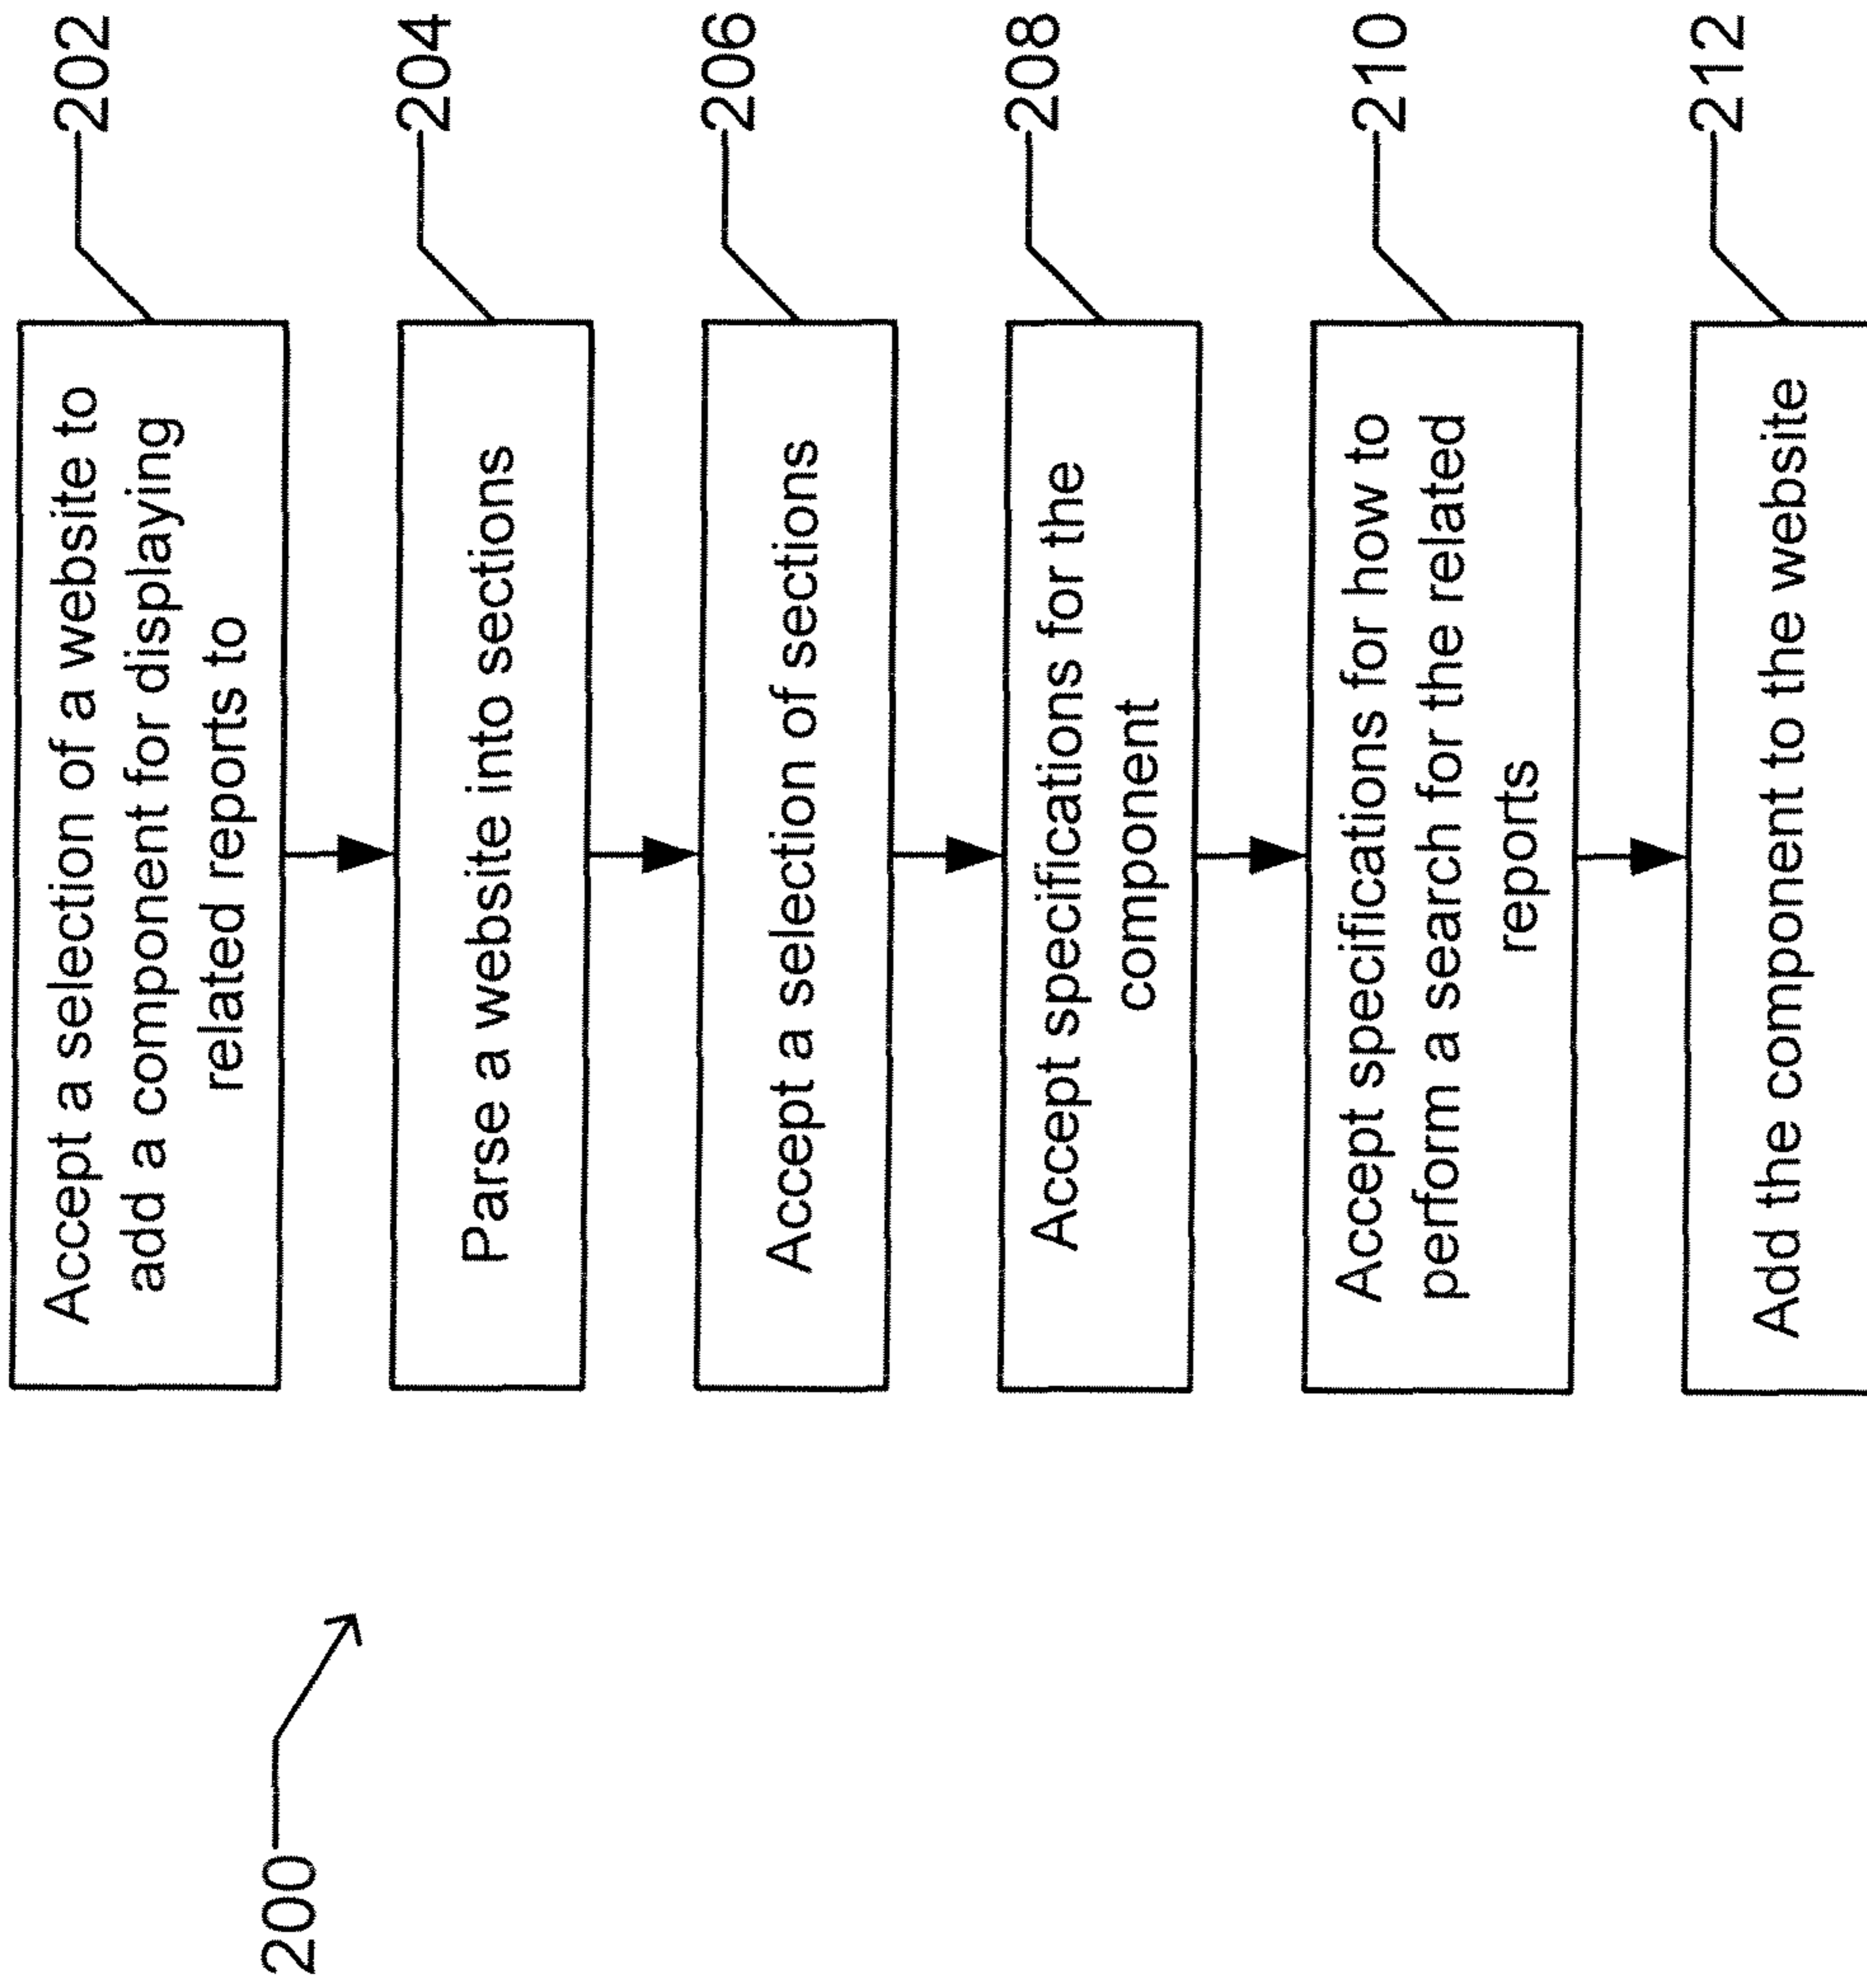 200
Accept a selection of a website to
add a component for displaying
related reports to
202
Parse a website into sections
204
Accept a selection of sections
206
Accept specifications for the
component
208
Accept specifications for how to
perform a search for the related
reports
210
Add the component to the website
212